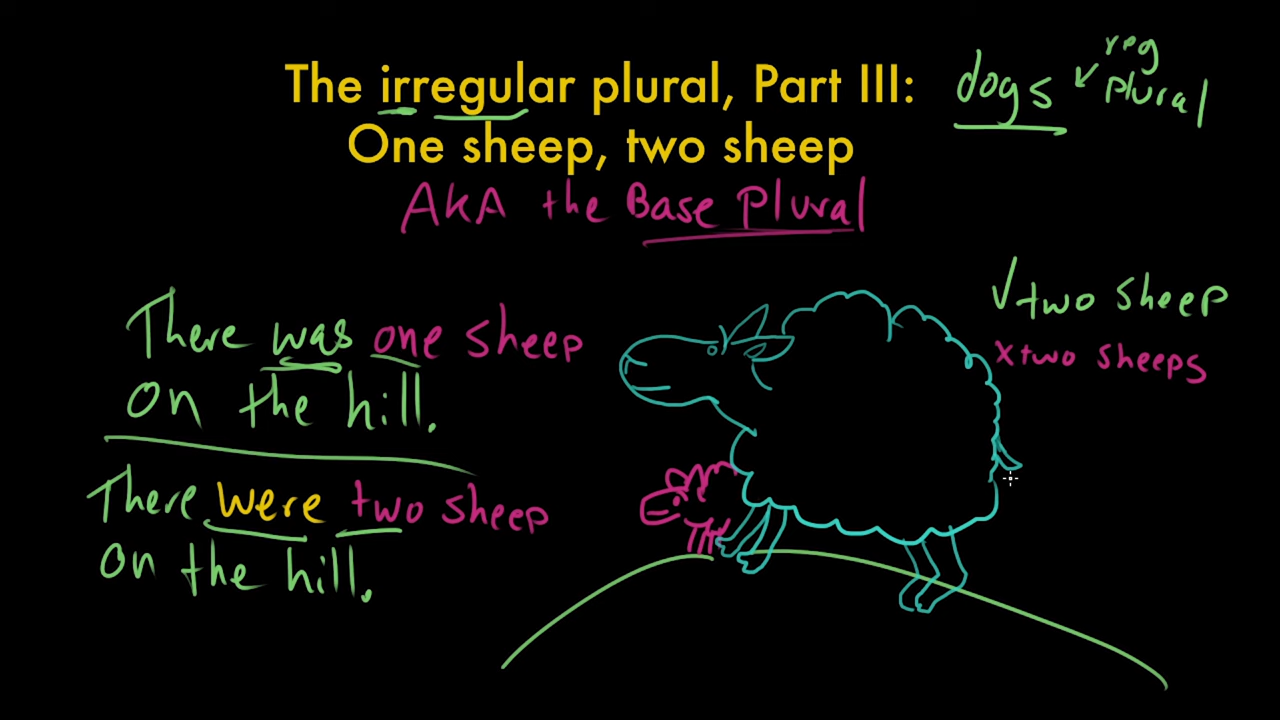 The irregular plural, Part III:
One sheep, two sheep
AKA the Base Plural
dogs
reg
plural
There was one sheep
on the hill.
There were two sheep
on the hill.
✓two sheep
xtwo sheeps